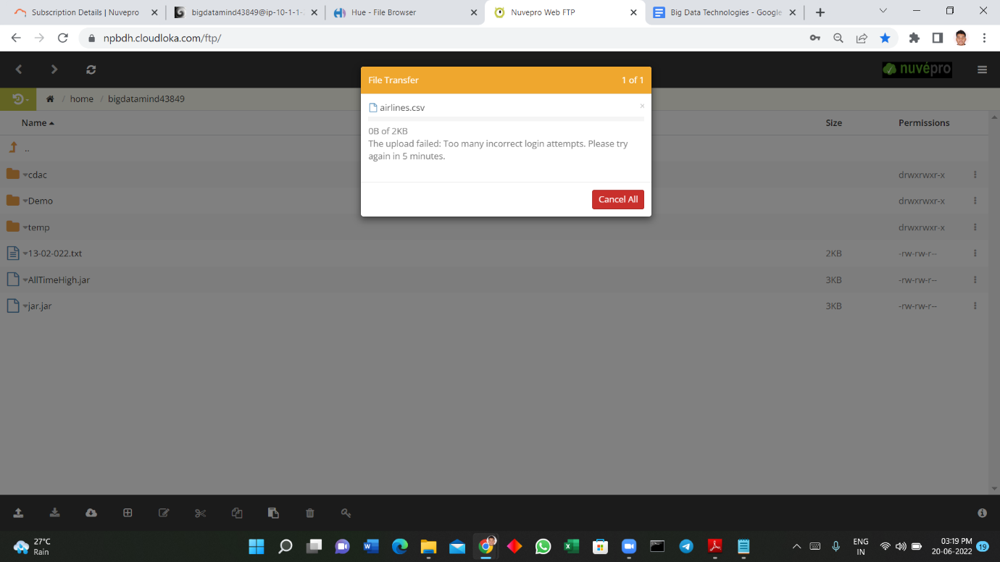 Subscription Details | Nuvepro
bigdatamind43849@ip-10-1-1-
Hue - File Browser
Nuvepro Web FTP
Big Data Technologies - Google
npbdh.cloudloka.com/ftp/
nuvépro
File Transfer
1 of 1
/ home / bigdatamind43849
airlines.csv
0B of 2KB
The upload failed: Too many incorrect login attempts. Please try
again in 5 minutes.
Cancel All
Name
Size
Permissions
..
cdac
drwxrwxr-x
Demo
drwxrwxr-x
temp
drwxrwxr-x
13-02-022.txt
2KB
-rw-rw-r--
AllTimeHigh.jar
3KB
-rw-rw-r--
jar.jar
3KB
-rw-rw-r--
27°C
Rain
ENG
IN
03:19 PM
20-06-2022
19